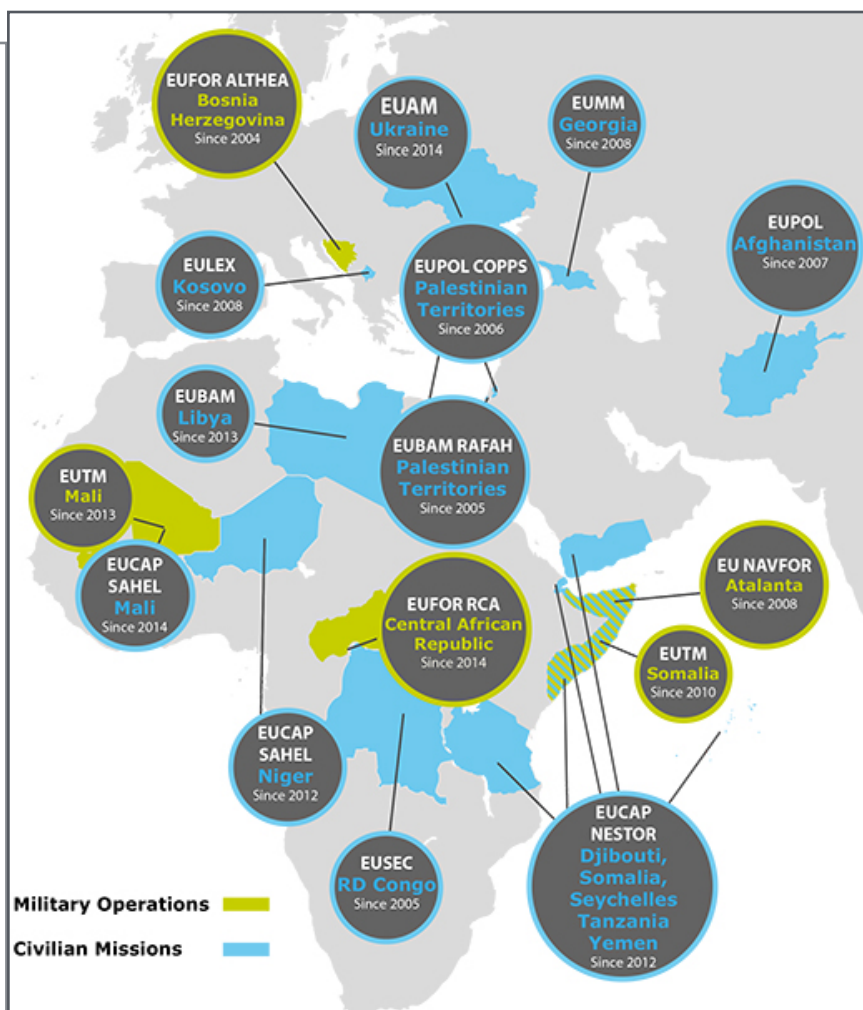 EUFOR ALTHEA
Bosnia
Herzegovina
Since 2004
EUAM
Ukraine
Since 2014
EUMM
Georgia
Since 2008
EUPOL
Afghanistan
Since 2007
EULEX
Kosovo
Since 2008
EUPOL COPPS
Palestinian
Territories
Since 2006
EUBAM
Libya
Since 2013
EUBAM RAFAH
Palestinian
Territories
Since 2005
EUTM
Mali
Since 2013
EUCAP
SAHEL
Mali
Since 2014
EUFOR RCA
Central African
Republic
Since 2014
EU NAVFOR
Atalanta
Since 2008
EUTM
Somalia
Since 2010
EUCAP
SAHEL
Niger
Since 2012
EUSEC
RD Congo
Since 2005
EUCAP
NESTOR
Djibouti,
Somalia,
Seychelles
Tanzania
Yemen
Since 2012
Military Operations
Civilian Missions